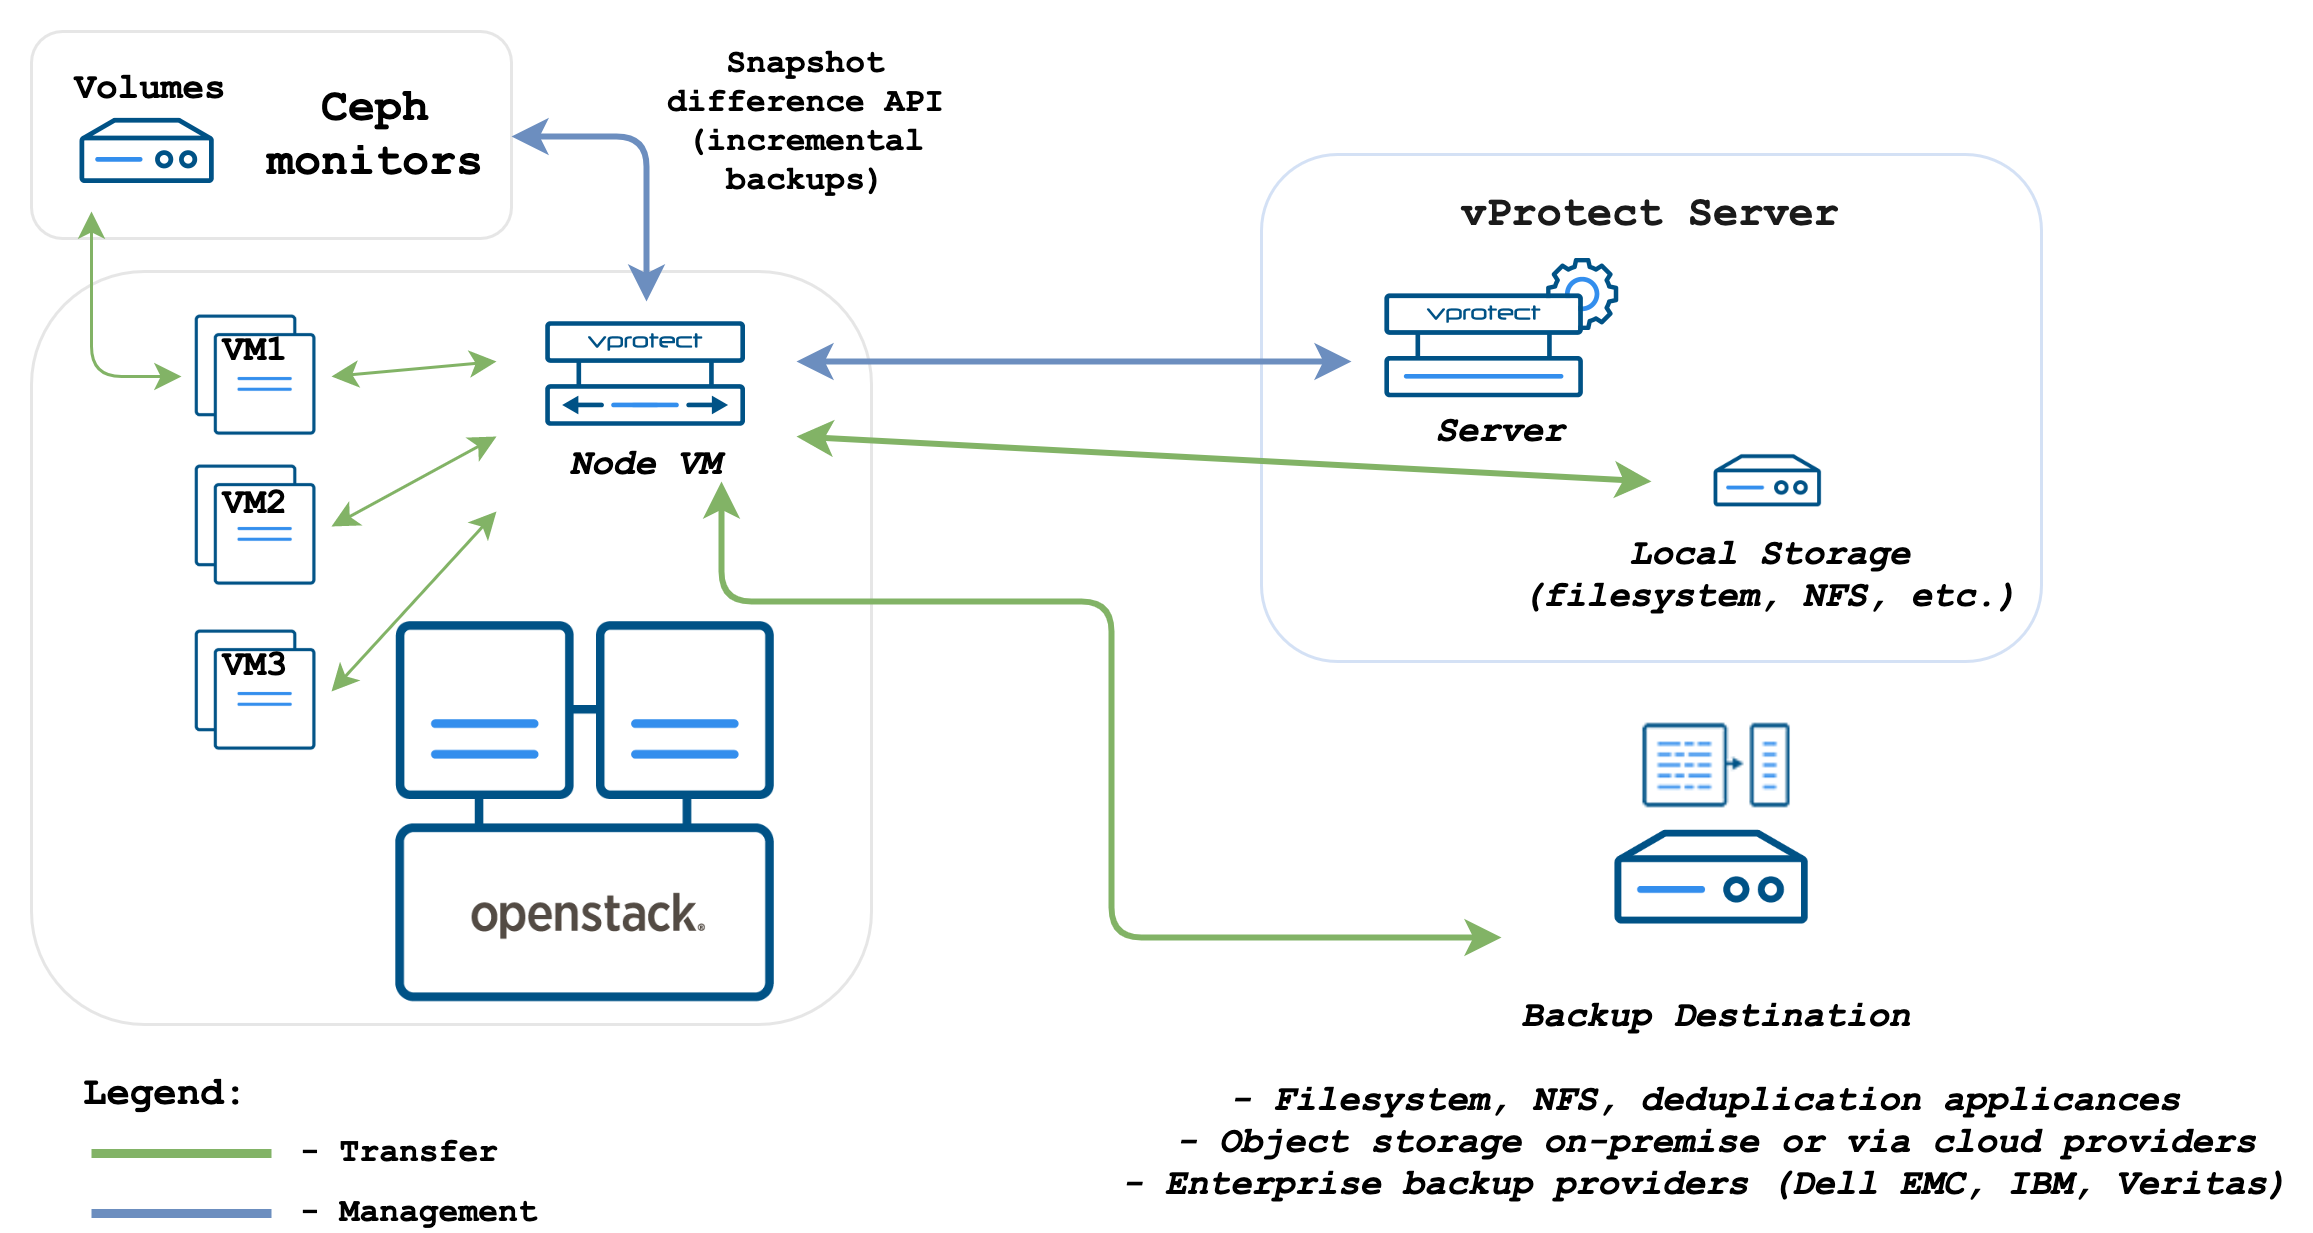 Volumes
Ceph
monitors
Snapshot
difference API
(incremental
backups)
vProtect Server
vprotect
Server
Local Storage
(filesystem, NFS, etc.)
VM1
VM2
VM3
vprotect
Node VM
openstack®
Backup Destination
- Filesystem, NFS, deduplication applicances
- Object storage on-premise or via cloud providers
- Enterprise backup providers (Dell EMC, IBM, Veritas)
Legend:
- Transfer
- Management